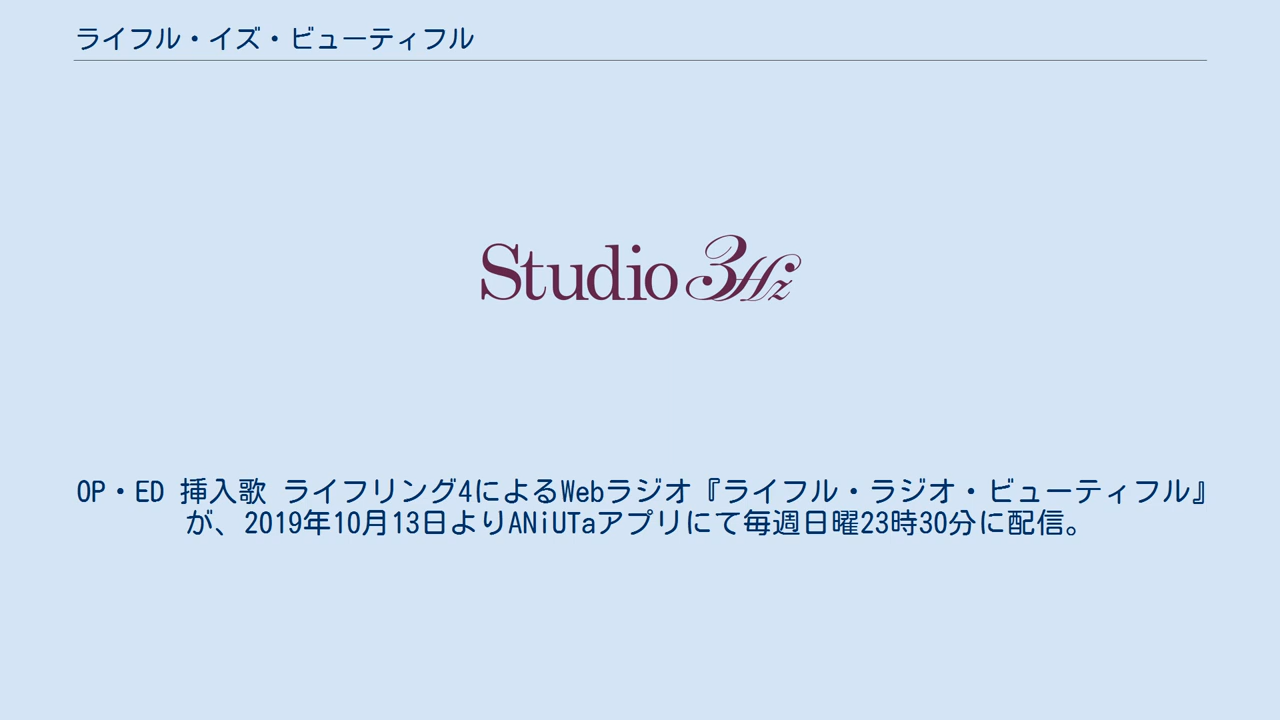 ライフル・イズ・ビューティフル
Studio 3Hz
OP・ED 挿入歌 ライフリング4によるWebラジオ『ライフル・ラジオ・ビューティフル』
が、2019年10月13日よりANiUTaアプリにて毎週日曜23時30分に配信。